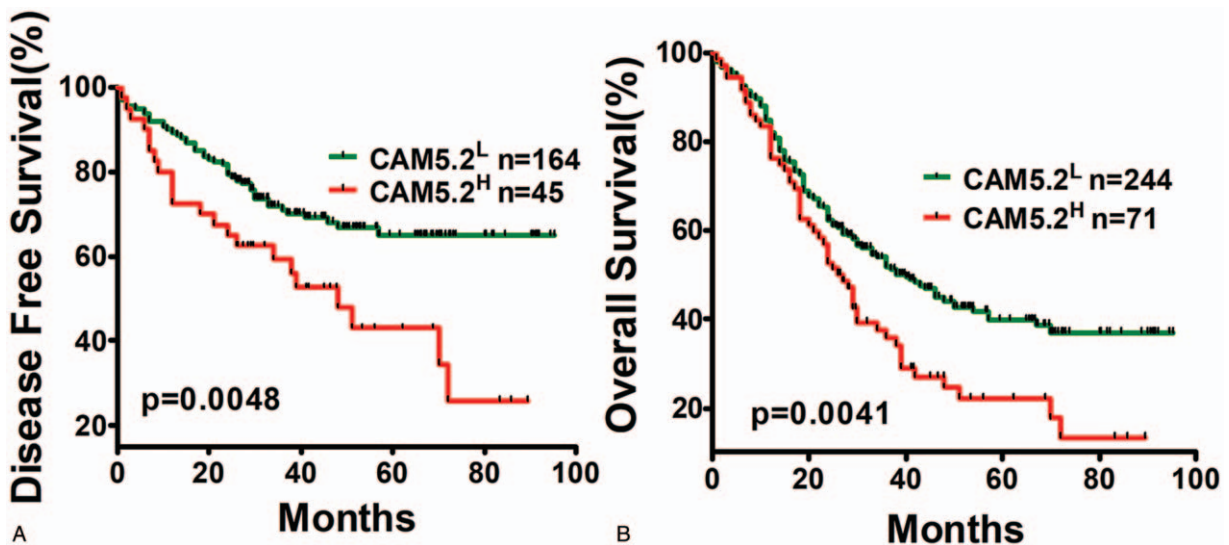 Disease Free Survival(%)
100
80
60
40
20
0 20 40 60 80 100
Months
CAM5.2ᴸ n=164
CAM5.2ᴴ n=45
p=0.0048
A
Overall Survival(%)
100
80
60
40
20
0 20 40 60 80 100
Months
CAM5.2ᴸ n=244
CAM5.2ᴴ n=71
p=0.0041
B